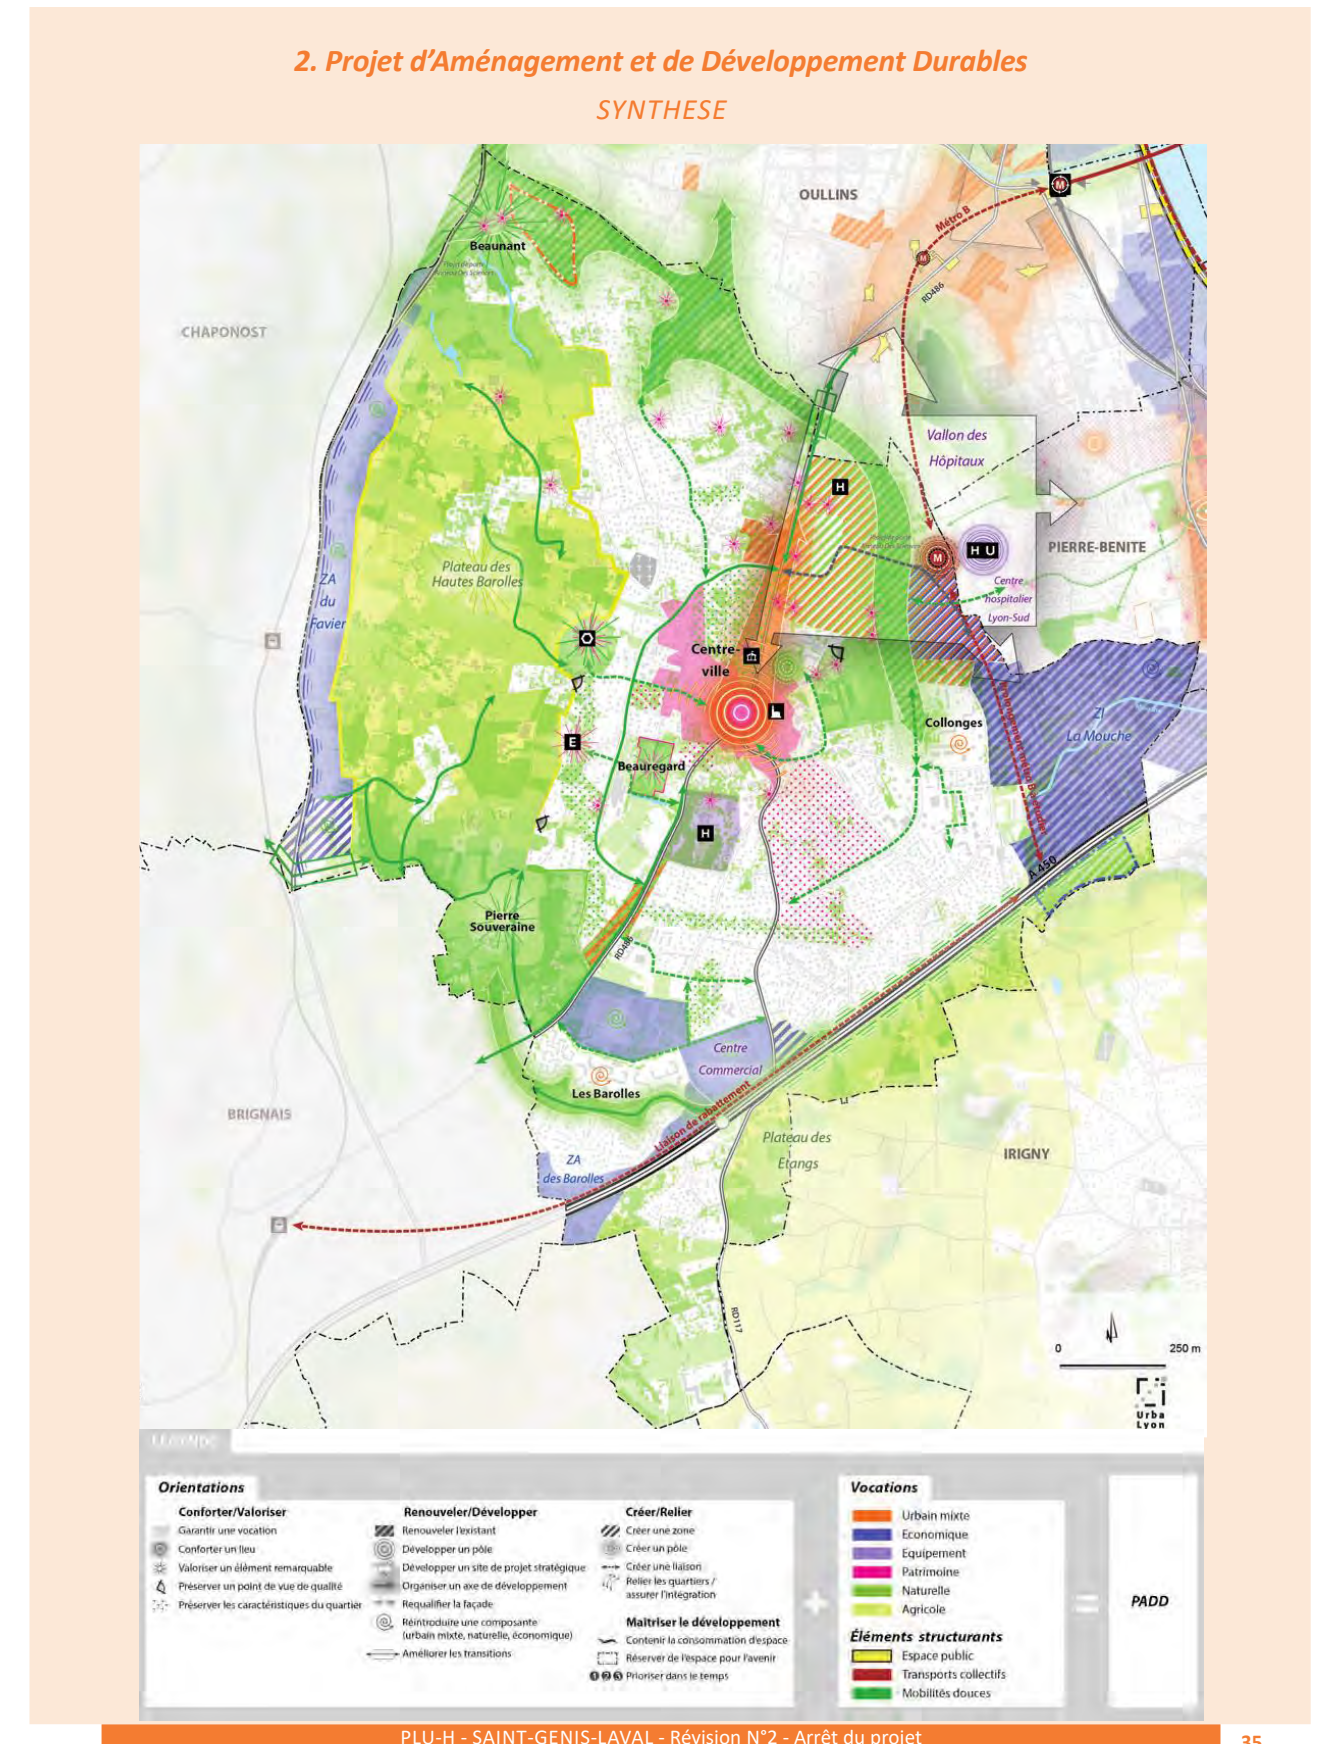 2. Projet d'Aménagement et de Développement Durables
SYNTHESE
OULLINS
Métro B
M
M
RD486
Beaunant
CHAPONOST
Vallon des
Hôpitaux
H
M
H U
PIERRE-BENITE
Centre
hospitalier
Lyon-Sud
Plateau des
Hautes Barolles
ZA
du
Favier
Centre-
ville
Collonges
ZI
La Mouche
E
Beauregard
H
A 450
Pierre
Souveraine
RD486
Centre
Commercial
Les Barolles
Liaison de rabattement
BRIGNAIS
Plateau des
Etangs
IRIGNY
ZA
des Barolles
RD117
0 250 m
Urba
Lyon
LEGENDE
Orientations
Conforter/Valoriser
Garantir une vocation
Conforter un lieu
Valoriser un élément remarquable
Préserver un point de vue de qualité
Préserver les caractéristiques du quartier
Renouveler/Développer
Renouveler l'existant
Développer un pôle
Développer un site de projet stratégique
Organiser un axe de développement
Requalifier la façade
Réintroduire une composante
(urbain mixte, naturelle, économique)
Améliorer les transitions
Créer/Relier
Créer une zone
Créer un pôle
Créer une liaison
Relier les quartiers /
assurer l'intégration
Maîtriser le développement
Contenir la consommation d'espace
Réserver de l'espace pour l'avenir
1 2 3 Prioriser dans le temps
+
Vocations
Urbain mixte
Economique
Equipement
Patrimoine
Naturelle
Agricole
Éléments structurants
Espace public
Transports collectifs
Mobilités douces
=
PADD
PLU-H - SAINT-GENIS-LAVAL - Révision N°2 - Arrêt du projet
35